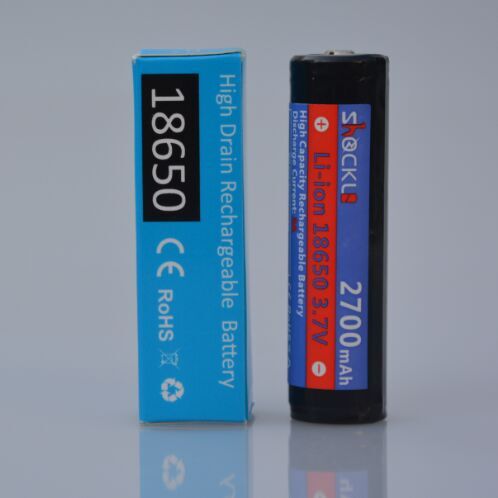 18650
CE RoHS
High Drain Rechargeable Battery
SHOCKLI
2700mAh
Li-ion 18650 3.7V
High Capacity Rechargeable Battery
Discharge Current: